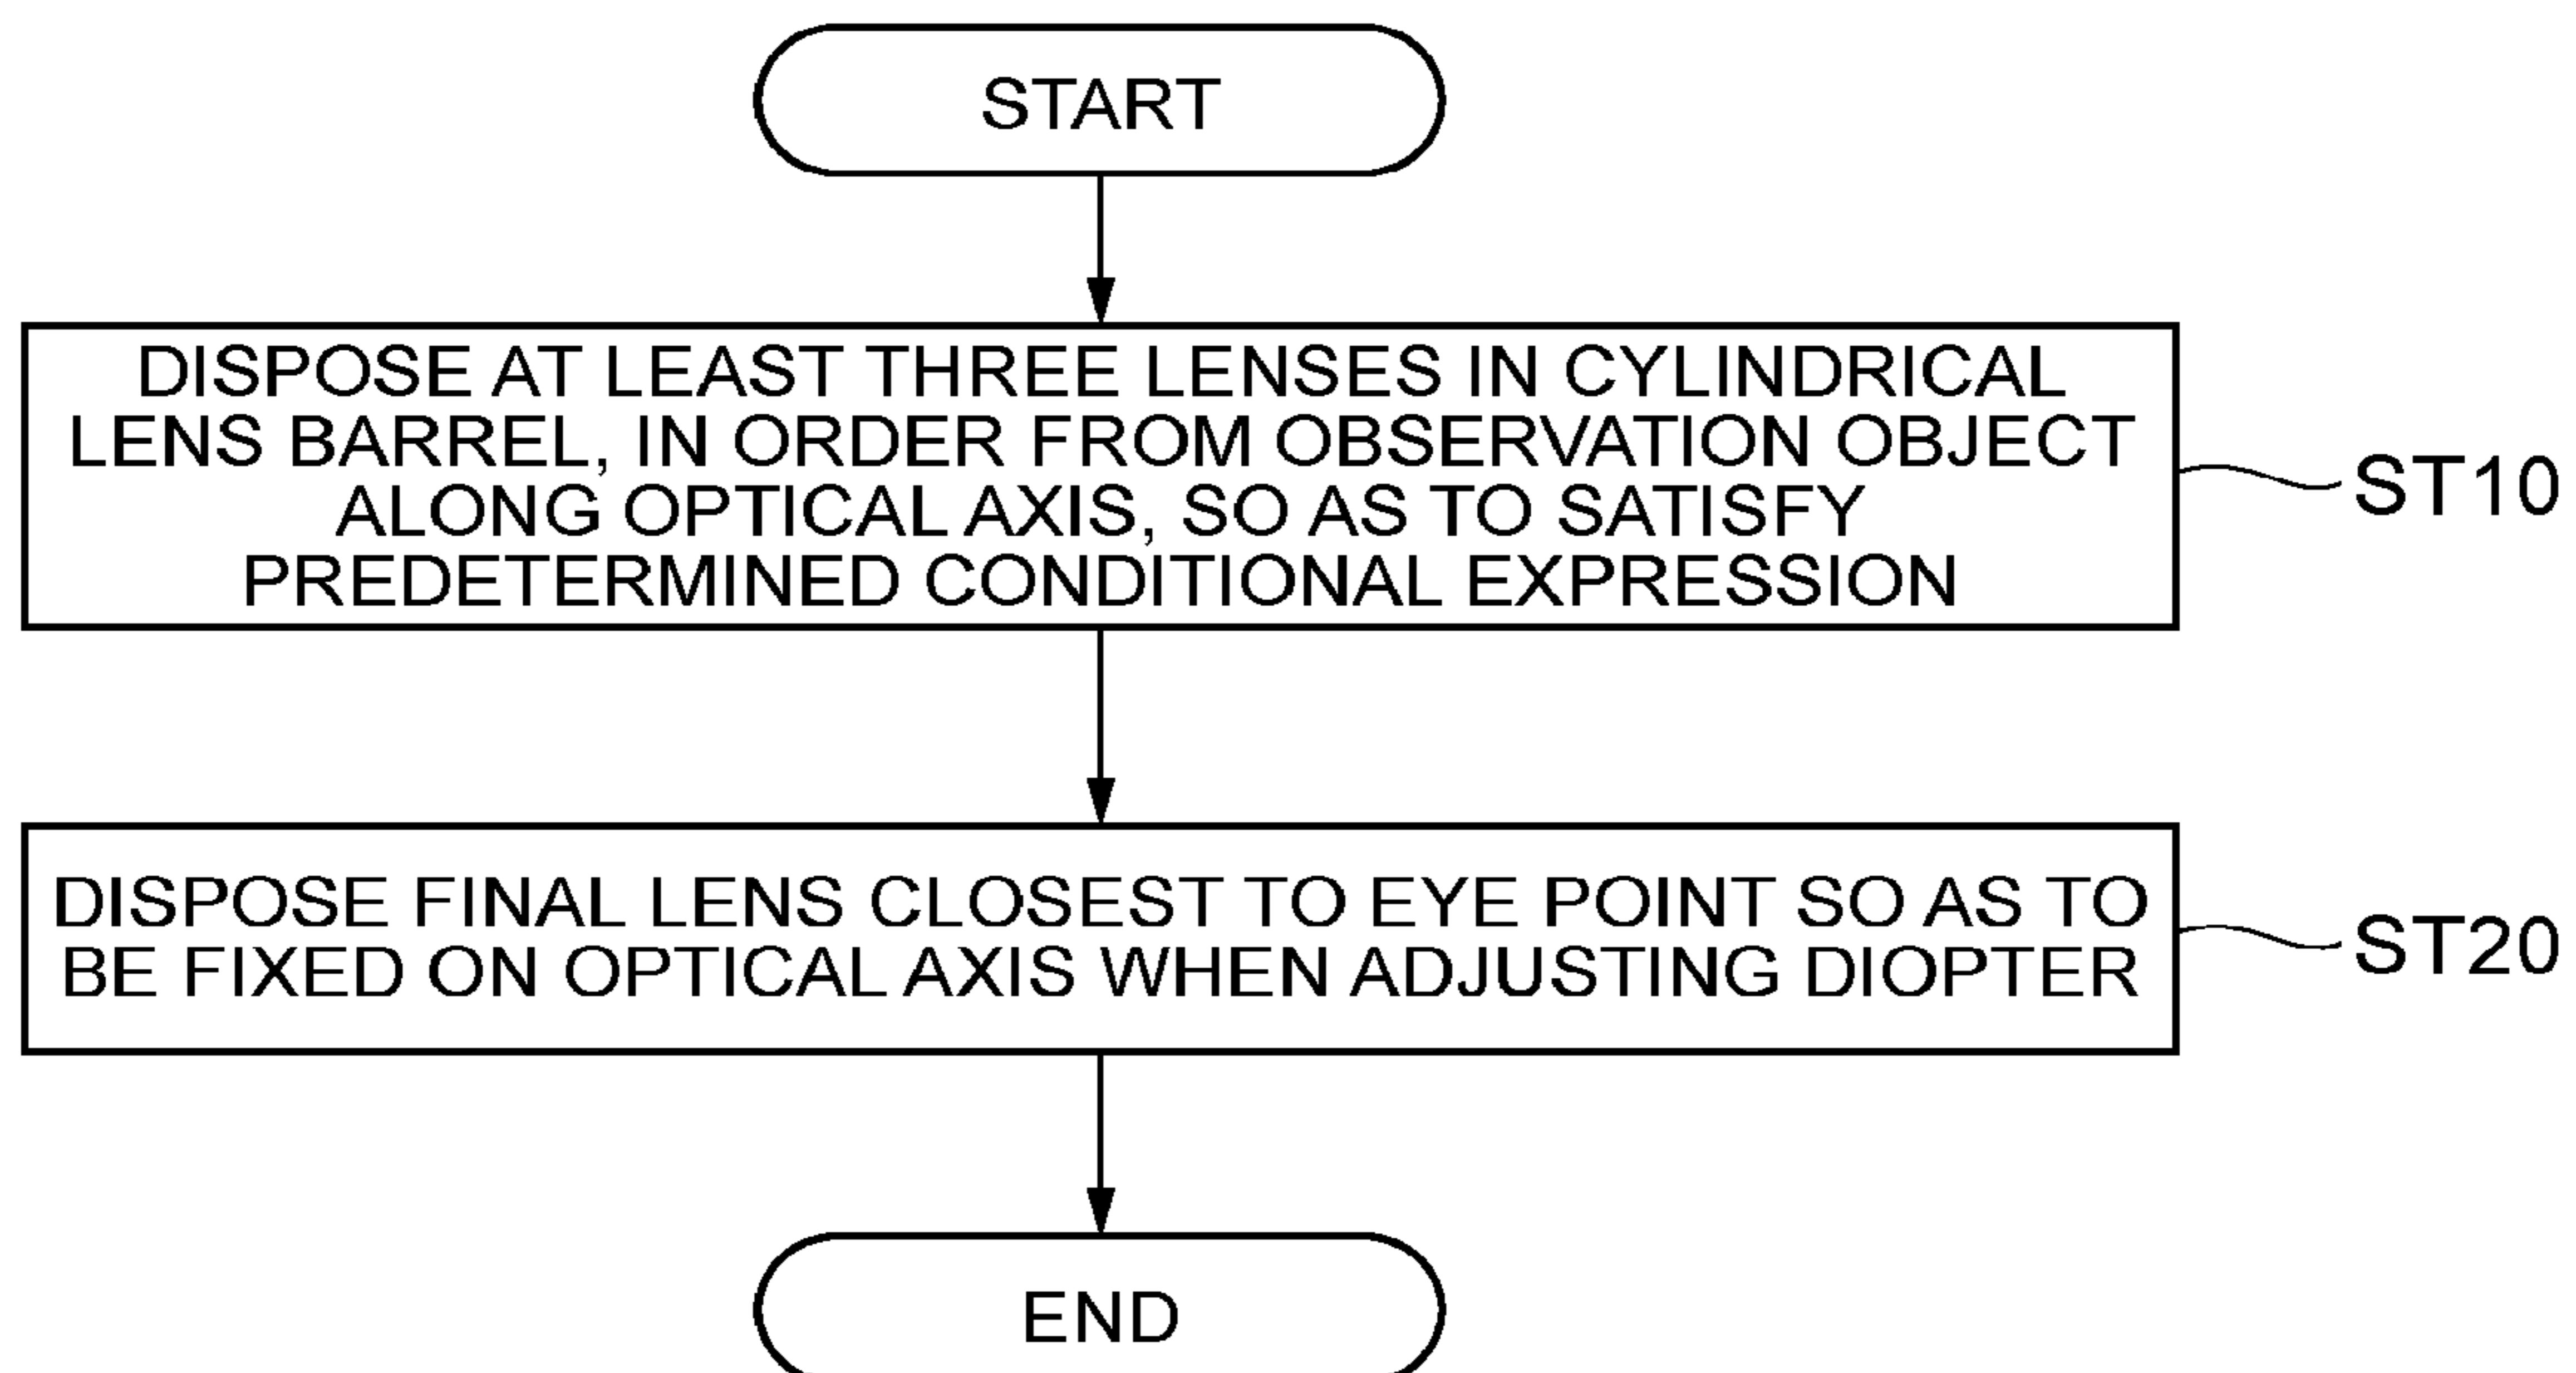 START
DISPOSE AT LEAST THREE LENSES IN CYLINDRICAL
LENS BARREL, IN ORDER FROM OBSERVATION OBJECT
ALONG OPTICAL AXIS, SO AS TO SATISFY
PREDETERMINED CONDITIONAL EXPRESSION
ST10
DISPOSE FINAL LENS CLOSEST TO EYE POINT SO AS TO
BE FIXED ON OPTICAL AXIS WHEN ADJUSTING DIOPTER
ST20
END